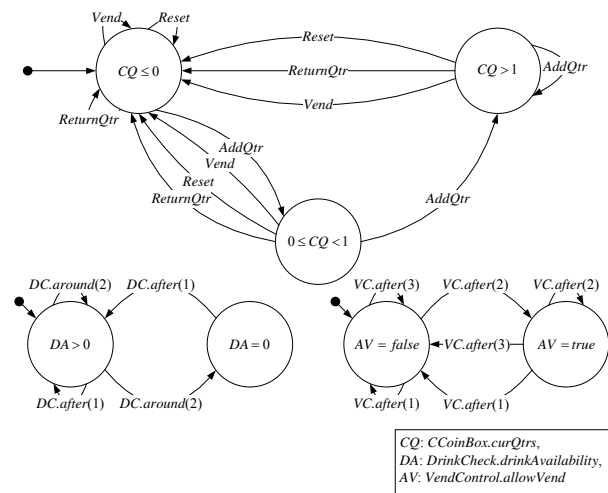 Vend
Reset
CQ ≤ 0
ReturnQtr
Reset
ReturnQtr
Vend
CQ > 1
AddQtr
AddQtr
Vend
Reset
ReturnQtr
0 ≤ CQ < 1
AddQtr
DC.around(2)
DC.after(1)
DA > 0
DA = 0
DC.after(1)
DC.around(2)
VC.after(3)
VC.after(2)
VC.after(2)
AV = false
VC.after(3)
AV = true
VC.after(1)
VC.after(1)
CQ: CCoinBox.curQtrs,
DA: DrinkCheck.drinkAvailability,
AV: VendControl.allowVend